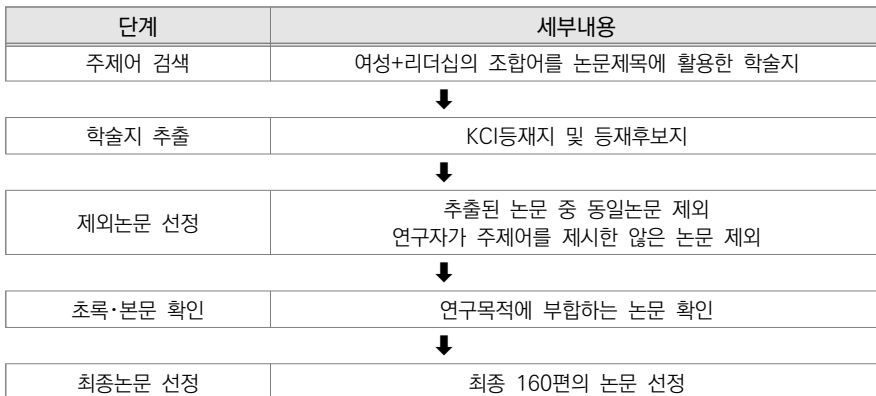 단계 세부내용
주제어 검색 여성+리더십의 조합어를 논문제목에 활용한 학술지
⬇
학술지 추출 KCI등재지 및 등재후보지
⬇
제외논문 선정 추출된 논문 중 동일논문 제외
연구자가 주제어를 제시한 않은 논문 제외
⬇
초록･본문 확인 연구목적에 부합하는 논문 확인
⬇
최종논문 선정 최종 160편의 논문 선정